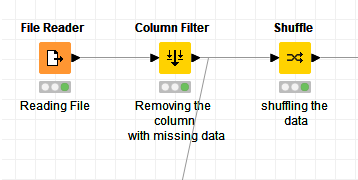 File Reader
Column Filter
Shuffle
Reading File
Removing the
column
with missing data
shuffling the
data